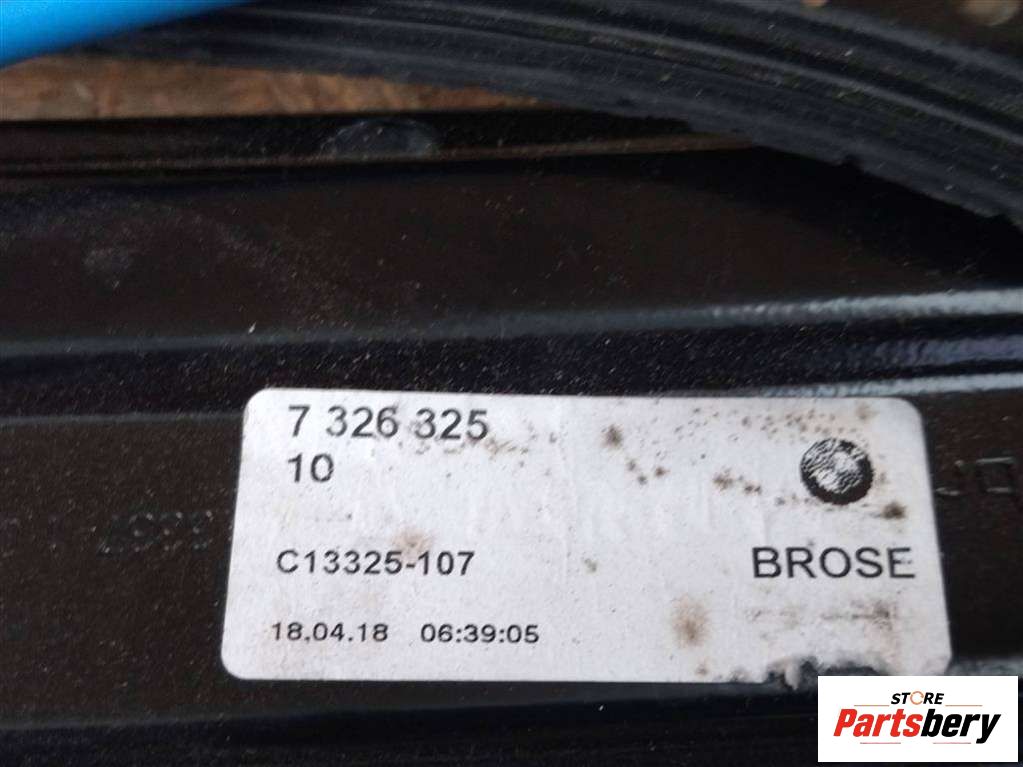 7 326 325
10
C13325-107
BROSE
18.04.18 06:39:05
STORE
Partsbery